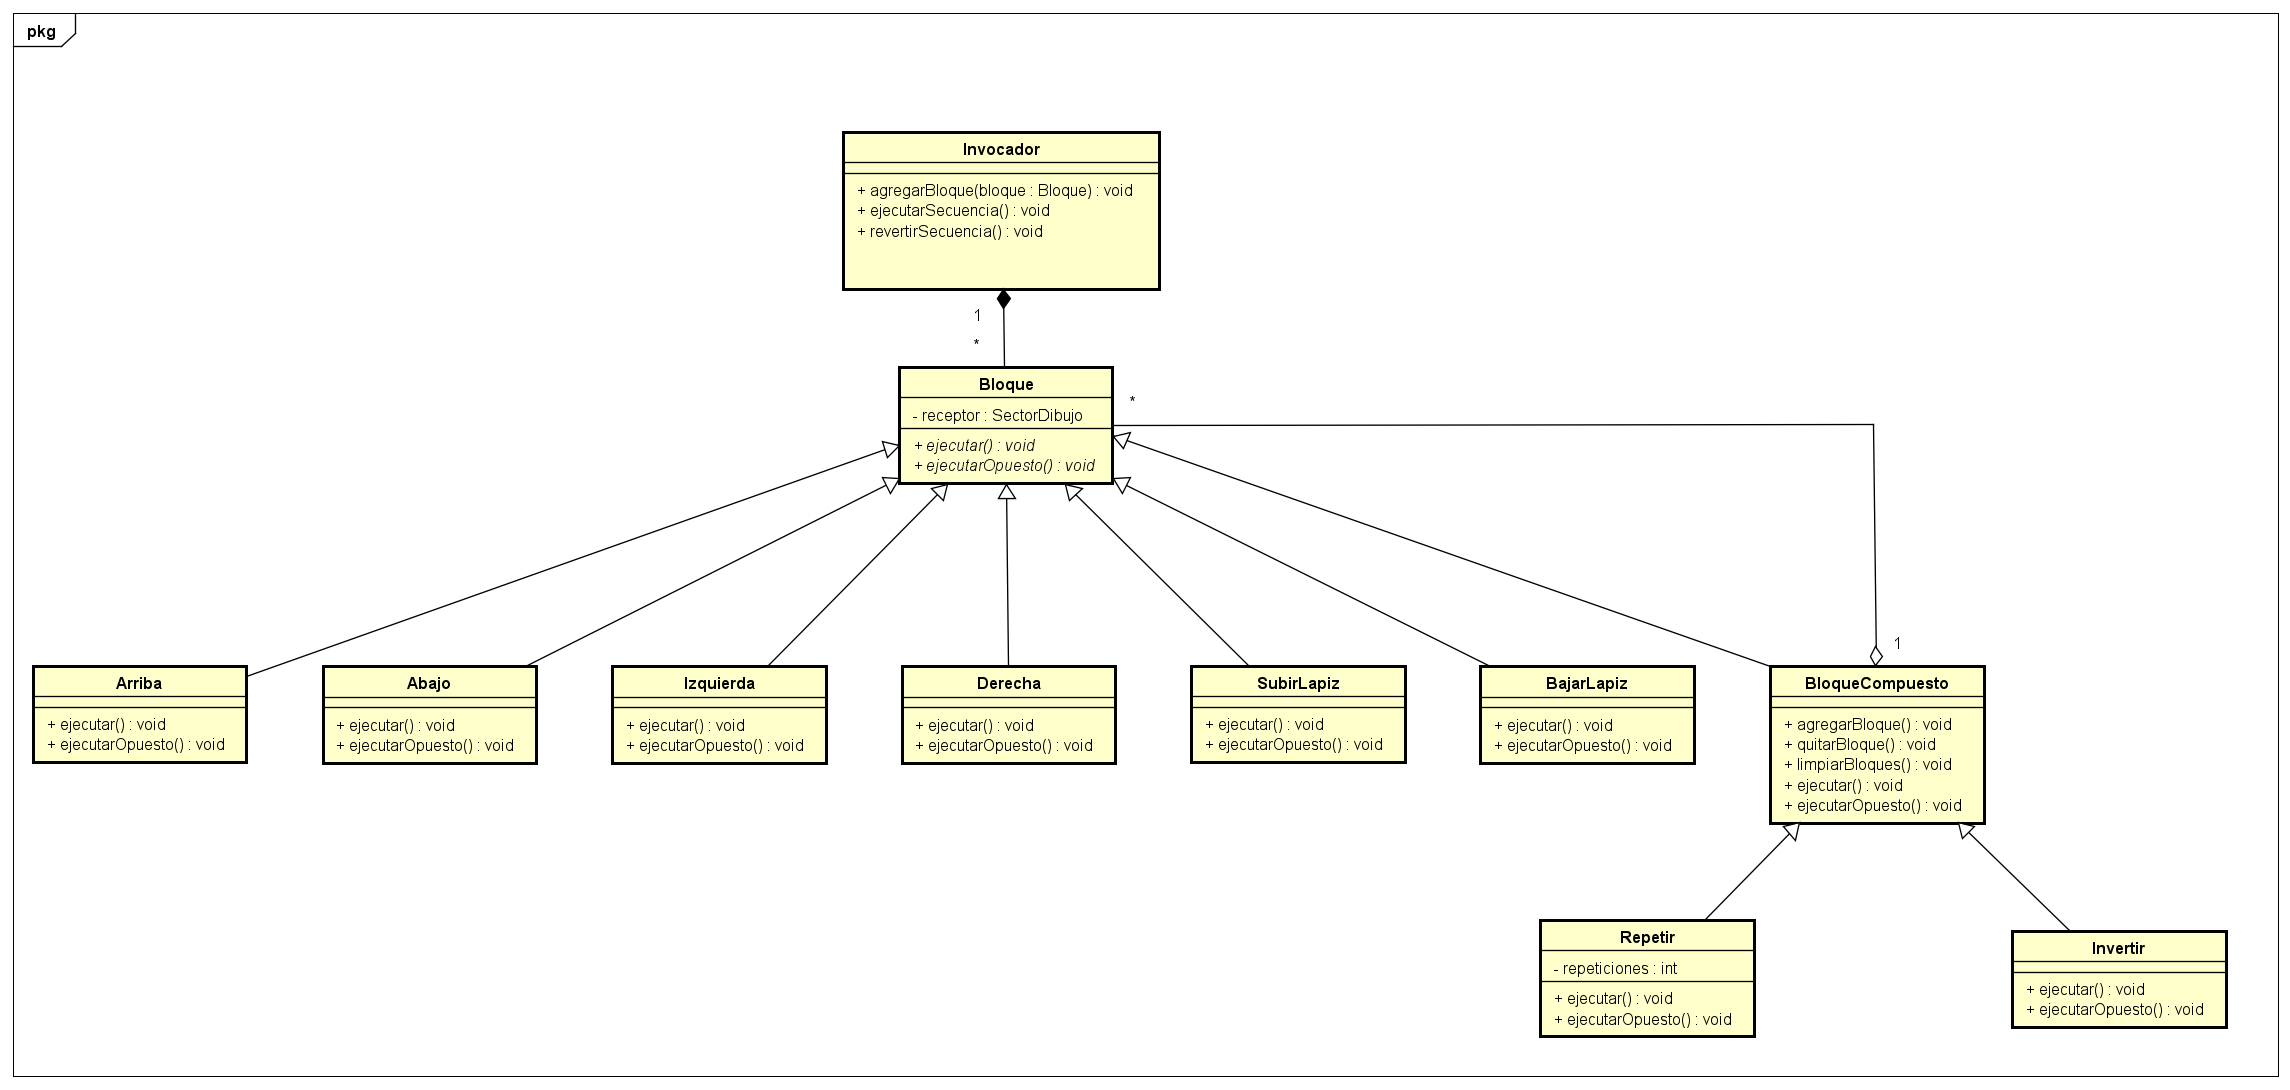 pkg
Invocador
+ agregarBloque(bloque : Bloque) : void
+ ejecutarSecuencia() : void
+ revertirSecuencia() : void
1
*
Bloque
- receptor : SectorDibujo
+ ejecutar() : void
+ ejecutarOpuesto() : void
*
1
Arriba
+ ejecutar() : void
+ ejecutarOpuesto() : void
Abajo
+ ejecutar() : void
+ ejecutarOpuesto() : void
Izquierda
+ ejecutar() : void
+ ejecutarOpuesto() : void
Derecha
+ ejecutar() : void
+ ejecutarOpuesto() : void
SubirLapiz
+ ejecutar() : void
+ ejecutarOpuesto() : void
BajarLapiz
+ ejecutar() : void
+ ejecutarOpuesto() : void
BloqueCompuesto
+ agregarBloque() : void
+ quitarBloque() : void
+ limpiarBloques() : void
+ ejecutar() : void
+ ejecutarOpuesto() : void
Repetir
- repeticiones : int
+ ejecutar() : void
+ ejecutarOpuesto() : void
Invertir
+ ejecutar() : void
+ ejecutarOpuesto() : void